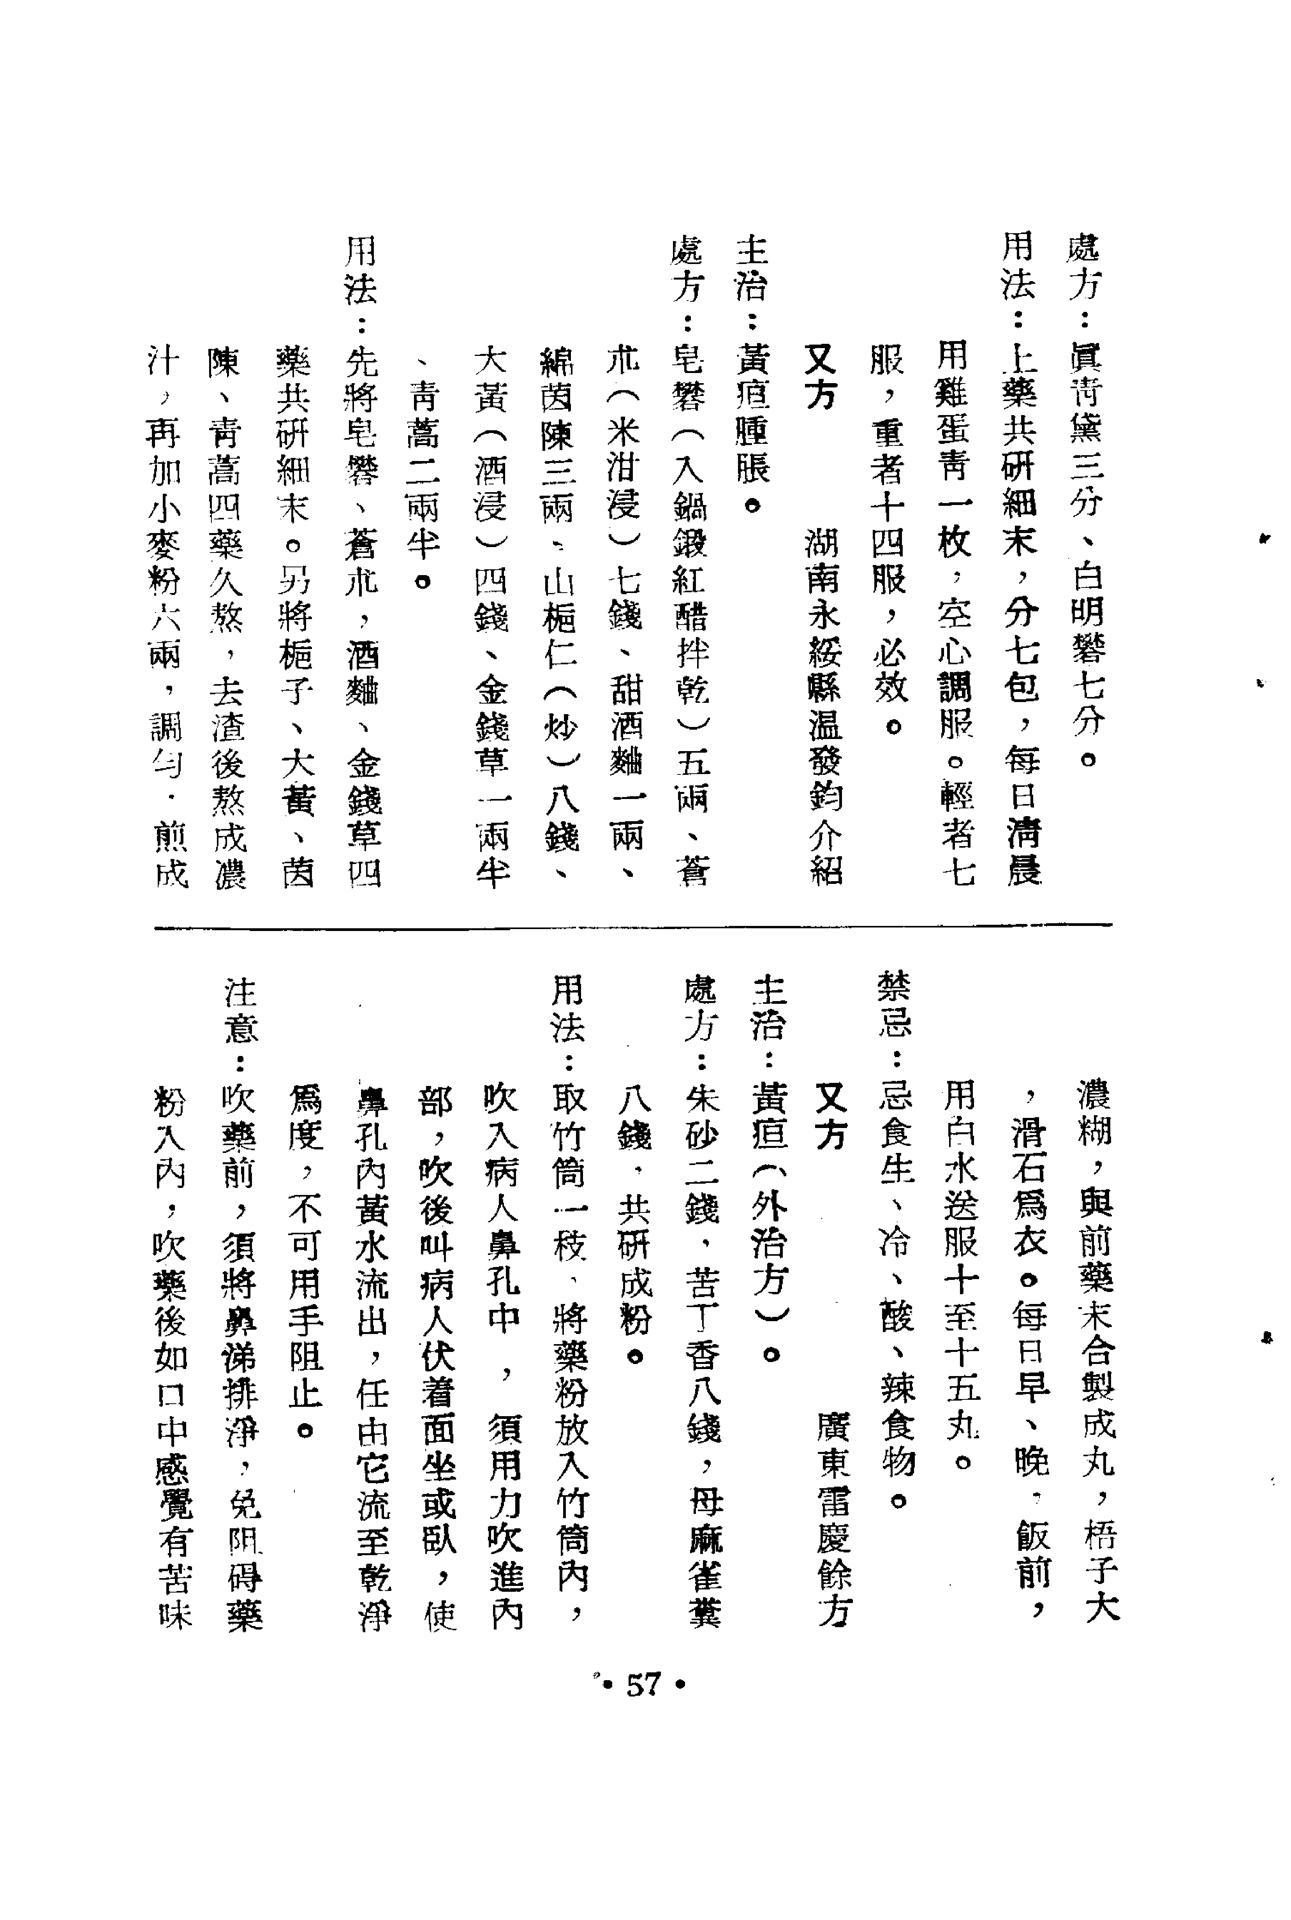 處方：眞青黛三分、白明礬七分。
用法：上藥共研細末，分七包，每日清晨
用雞蛋青一枚，空心調服。輕者七
服，重者十四服，必效。
又方　湖南永綏縣温發鈞介紹
主治：黃疸腫脹。
處方：皂礬（入鍋鍛紅醋拌乾）五兩、蒼
朮（米泔浸）七錢、甜酒麯一兩、
綿茵陳三兩、山梔仁（炒）八錢、
大黃（酒浸）四錢、金錢草一兩半
、青蒿二兩半。
用法：先將皂礬、蒼朮，酒麯、金錢草四
藥共研細末。另將梔子、大黃、茵
陳、青蒿四藥久熬，去渣後熬成濃
汁，再加小麥粉六兩，調勻．煎成
濃糊，與前藥末合製成丸，梧子大
，滑石爲衣。每日早、晚，飯前，
用白水送服十至十五丸。
禁忌：忌食生、冷、酸、辣食物。
又方　廣東雷慶餘方
主治：黃疸（外治方）。
處方：朱砂二錢，苦丁香八錢，母麻雀糞
八錢，共研成粉。
用法：取竹筒一枝、將藥粉放入竹筒內，
吹入病人鼻孔中，須用力吹進內
部，吹後叫病人伏着面坐或臥，使
鼻孔內黃水流出，任由它流至乾淨
爲度，不可用手阻止。
注意：吹藥前，須將鼻涕排淨，免阻碍藥
粉入內，吹藥後如口中感覺有苦味
• 57 •